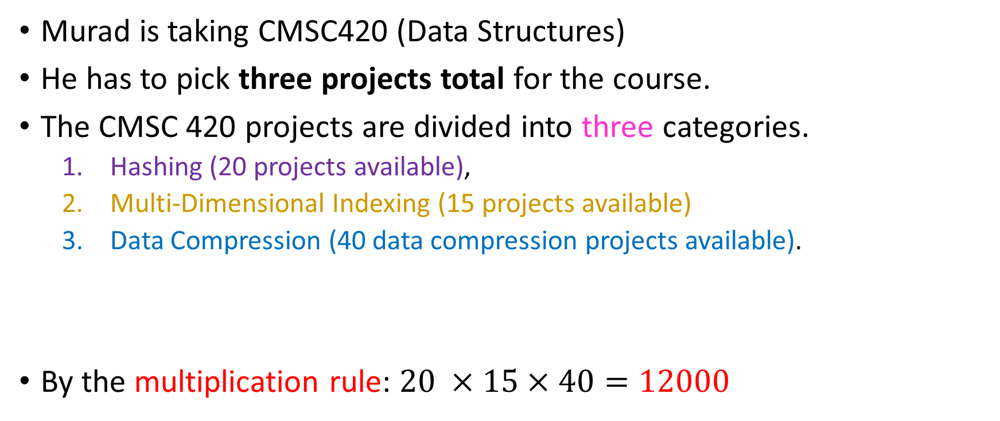 • Murad is taking CMSC420 (Data Structures)
• He has to pick three projects total for the course.
• The CMSC 420 projects are divided into three categories.
1. Hashing (20 projects available),
2. Multi-Dimensional Indexing (15 projects available)
3. Data Compression (40 data compression projects available).
• By the multiplication rule: 20 × 15 × 40 = 12000